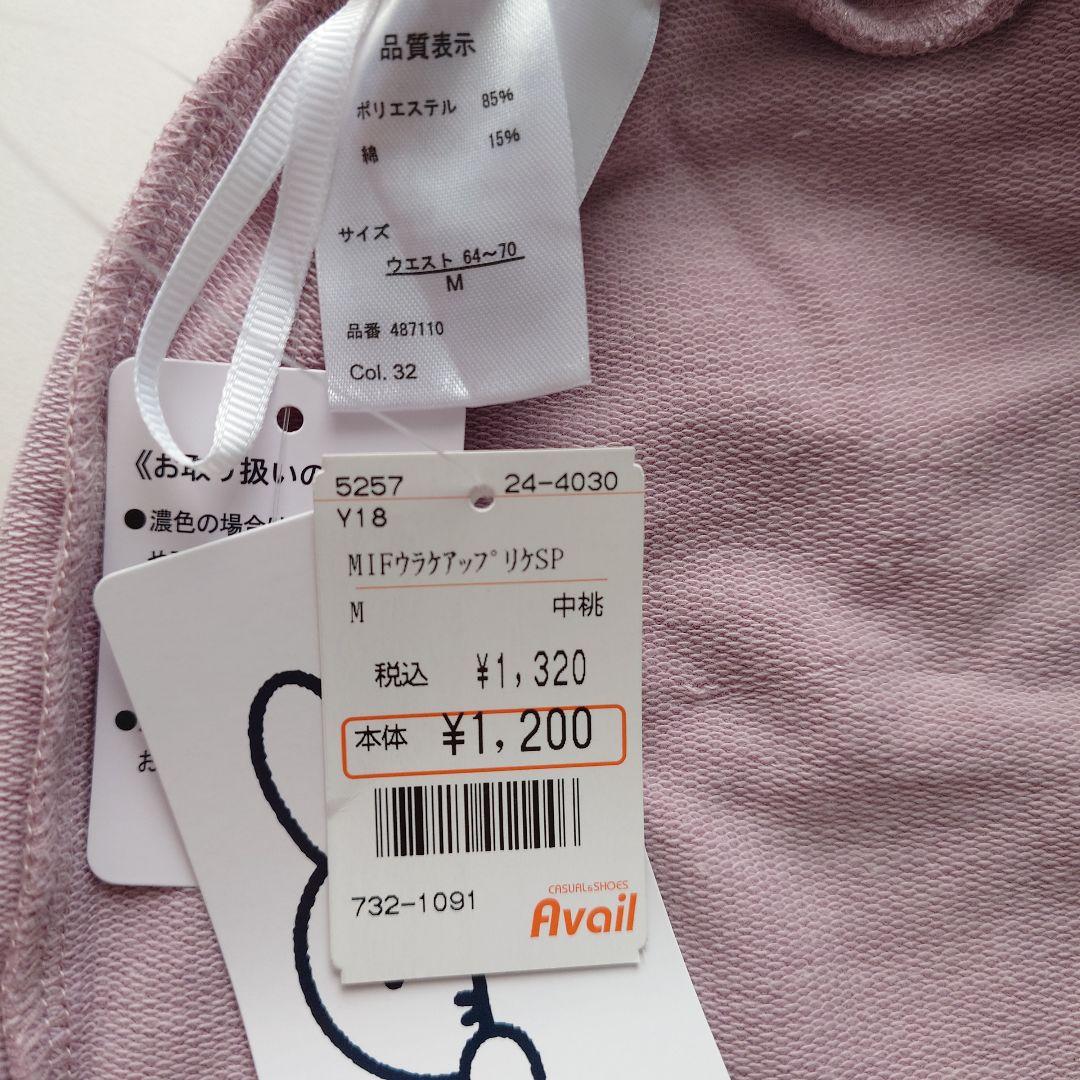 品質表示
ポリエステル 85%
綿 15%
サイズ
ウエスト 64~70
M
品番 487110
Col. 32
《お取り扱いの
●濃色の場合は
●
お
5257 24-4030
Y18
MIFウラケアップリケSP
M 中桃
税込 ¥1,320
本体 ¥1,200
732-1091
CASUAL&SHOES
Avail